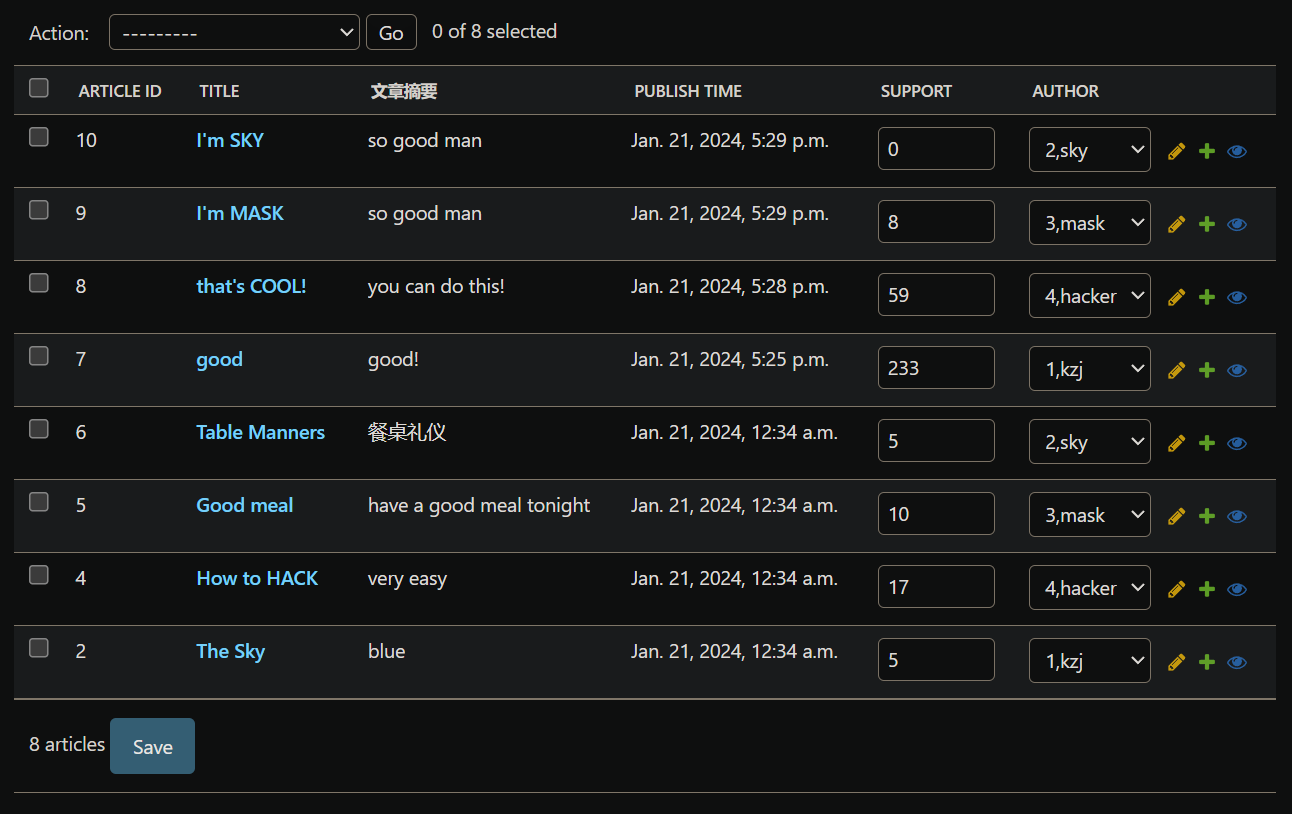 Action: --------- Go 0 of 8 selected
ARTICLE ID TITLE 文章摘要 PUBLISH TIME SUPPORT AUTHOR
10 I'm SKY so good man Jan. 21, 2024, 5:29 p.m. 0 2,sky
9 I'm MASK so good man Jan. 21, 2024, 5:29 p.m. 8 3,mask
8 that's COOL! you can do this! Jan. 21, 2024, 5:28 p.m. 59 4,hacker
7 good good! Jan. 21, 2024, 5:25 p.m. 233 1,kzj
6 Table Manners 餐桌礼仪 Jan. 21, 2024, 12:34 a.m. 5 2,sky
5 Good meal have a good meal tonight Jan. 21, 2024, 12:34 a.m. 10 3,mask
4 How to HACK very easy Jan. 21, 2024, 12:34 a.m. 17 4,hacker
2 The Sky blue Jan. 21, 2024, 12:34 a.m. 5 1,kzj
8 articles Save